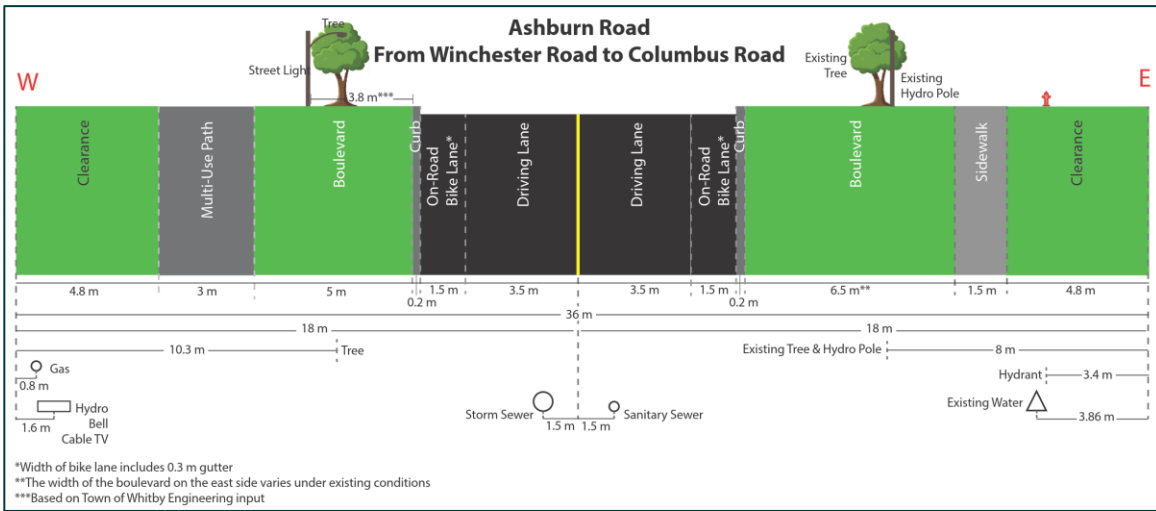 Ashburn Road
From Winchester Road to Columbus Road
W
E
Tree
Street Light
3.8 m***
Existing
Tree
Existing
Hydro Pole
Clearance
Multi-Use Path
Boulevard
Curb
On-Road
Bike Lane*
Driving Lane
Driving Lane
On-Road
Bike Lane*
Curb
Boulevard
Sidewalk
Clearance
4.8 m
3 m
5 m
0.2 m
1.5 m
3.5 m
3.5 m
1.5 m
0.2 m
6.5 m**
1.5 m
4.8 m
36 m
18 m
18 m
10.3 m
Tree
Existing Tree & Hydro Pole
8 m
Gas
0.8 m
Hydrant
3.4 m
Hydro
Bell
Cable TV
1.6 m
Storm Sewer
1.5 m
1.5 m
Sanitary Sewer
Existing Water
3.86 m
*Width of bike lane includes 0.3 m gutter
**The width of the boulevard on the east side varies under existing conditions
***Based on Town of Whitby Engineering input